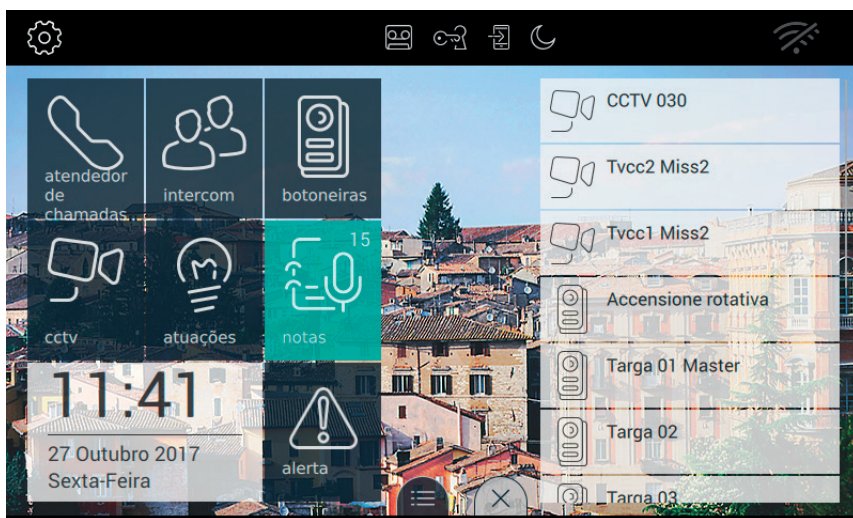 atendedor
de
chamadas
intercom
botoneiras
cctv
atuações
15
notas
11:41
27 Outubro 2017
Sexta-Feira
alerta
CCTV 030
Tvcc2 Miss2
Tvcc1 Miss2
Accensione rotativa
Targa 01 Master
Targa 02
Targa 03